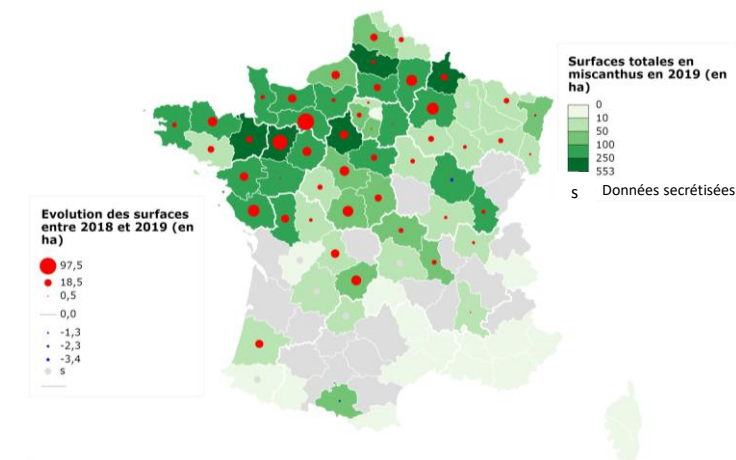 Surfaces totales en
miscanthus en 2019 (en
ha)
0
10
50
100
250
553
S Données secrétisées
Evolution des surfaces
entre 2018 et 2019 (en
ha)
97,5
18,5
0,5
0,0
-1,3
-2,3
-3,4
s